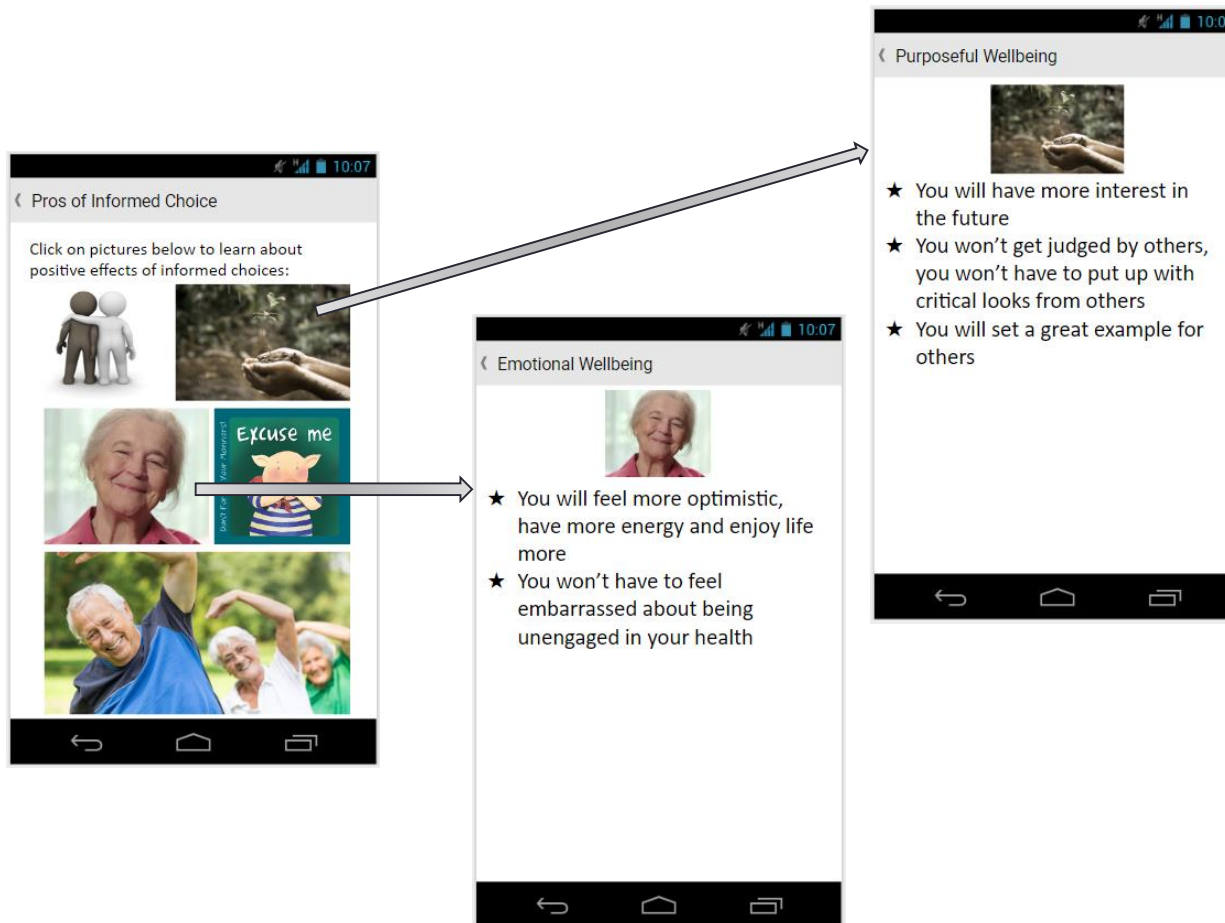 10:07
Pros of Informed Choice
Click on pictures below to learn about
positive effects of informed choices:
Excuse me
Your Manners!
10:07
Emotional Wellbeing
★ You will feel more optimistic,
have more energy and enjoy life
more
★ You won’t have to feel
embarrassed about being
unengaged in your health
H
Purposeful Wellbeing
★ You will have more interest in
the future
★ You won’t get judged by others,
you won’t have to put up with
critical looks from others
★ You will set a great example for
others